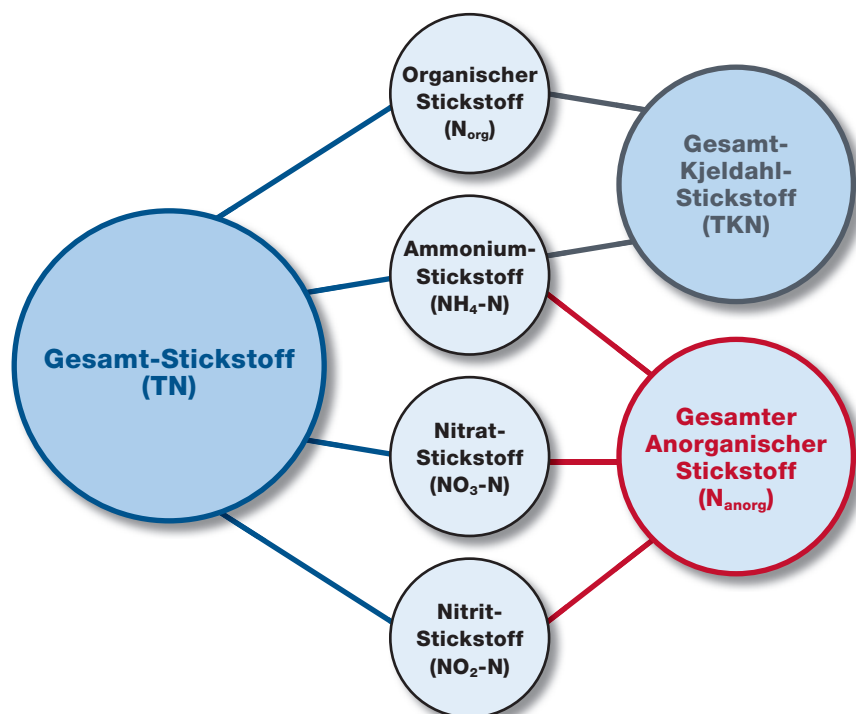 Organischer
Stickstoff
(Norg)
Gesamt-
Kjeldahl-
Stickstoff
(TKN)
Ammonium-
Stickstoff
(NH₄-N)
Gesamt-Stickstoff
(TN)
Nitrat-
Stickstoff
(NO₃-N)
Gesamter
Anorganischer
Stickstoff
(Nanorg)
Nitrit-
Stickstoff
(NO₂-N)